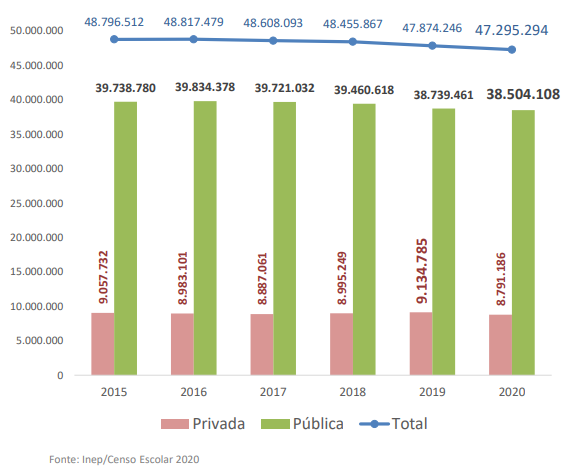 48.796.512 48.817.479 48.608.093 48.455.867 47.874.246 47.295.294
50.000.000
45.000.000
39.738.780 39.834.378 39.721.032 39.460.618 38.739.461 38.504.108
40.000.000
35.000.000
30.000.000
25.000.000
20.000.000
15.000.000
9.057.732 8.983.101 8.887.061 8.995.249 9.134.785 8.791.186
10.000.000
5.000.000
0
2015 2016 2017 2018 2019 2020
Privada Pública Total
Fonte: Inep/Censo Escolar 2020